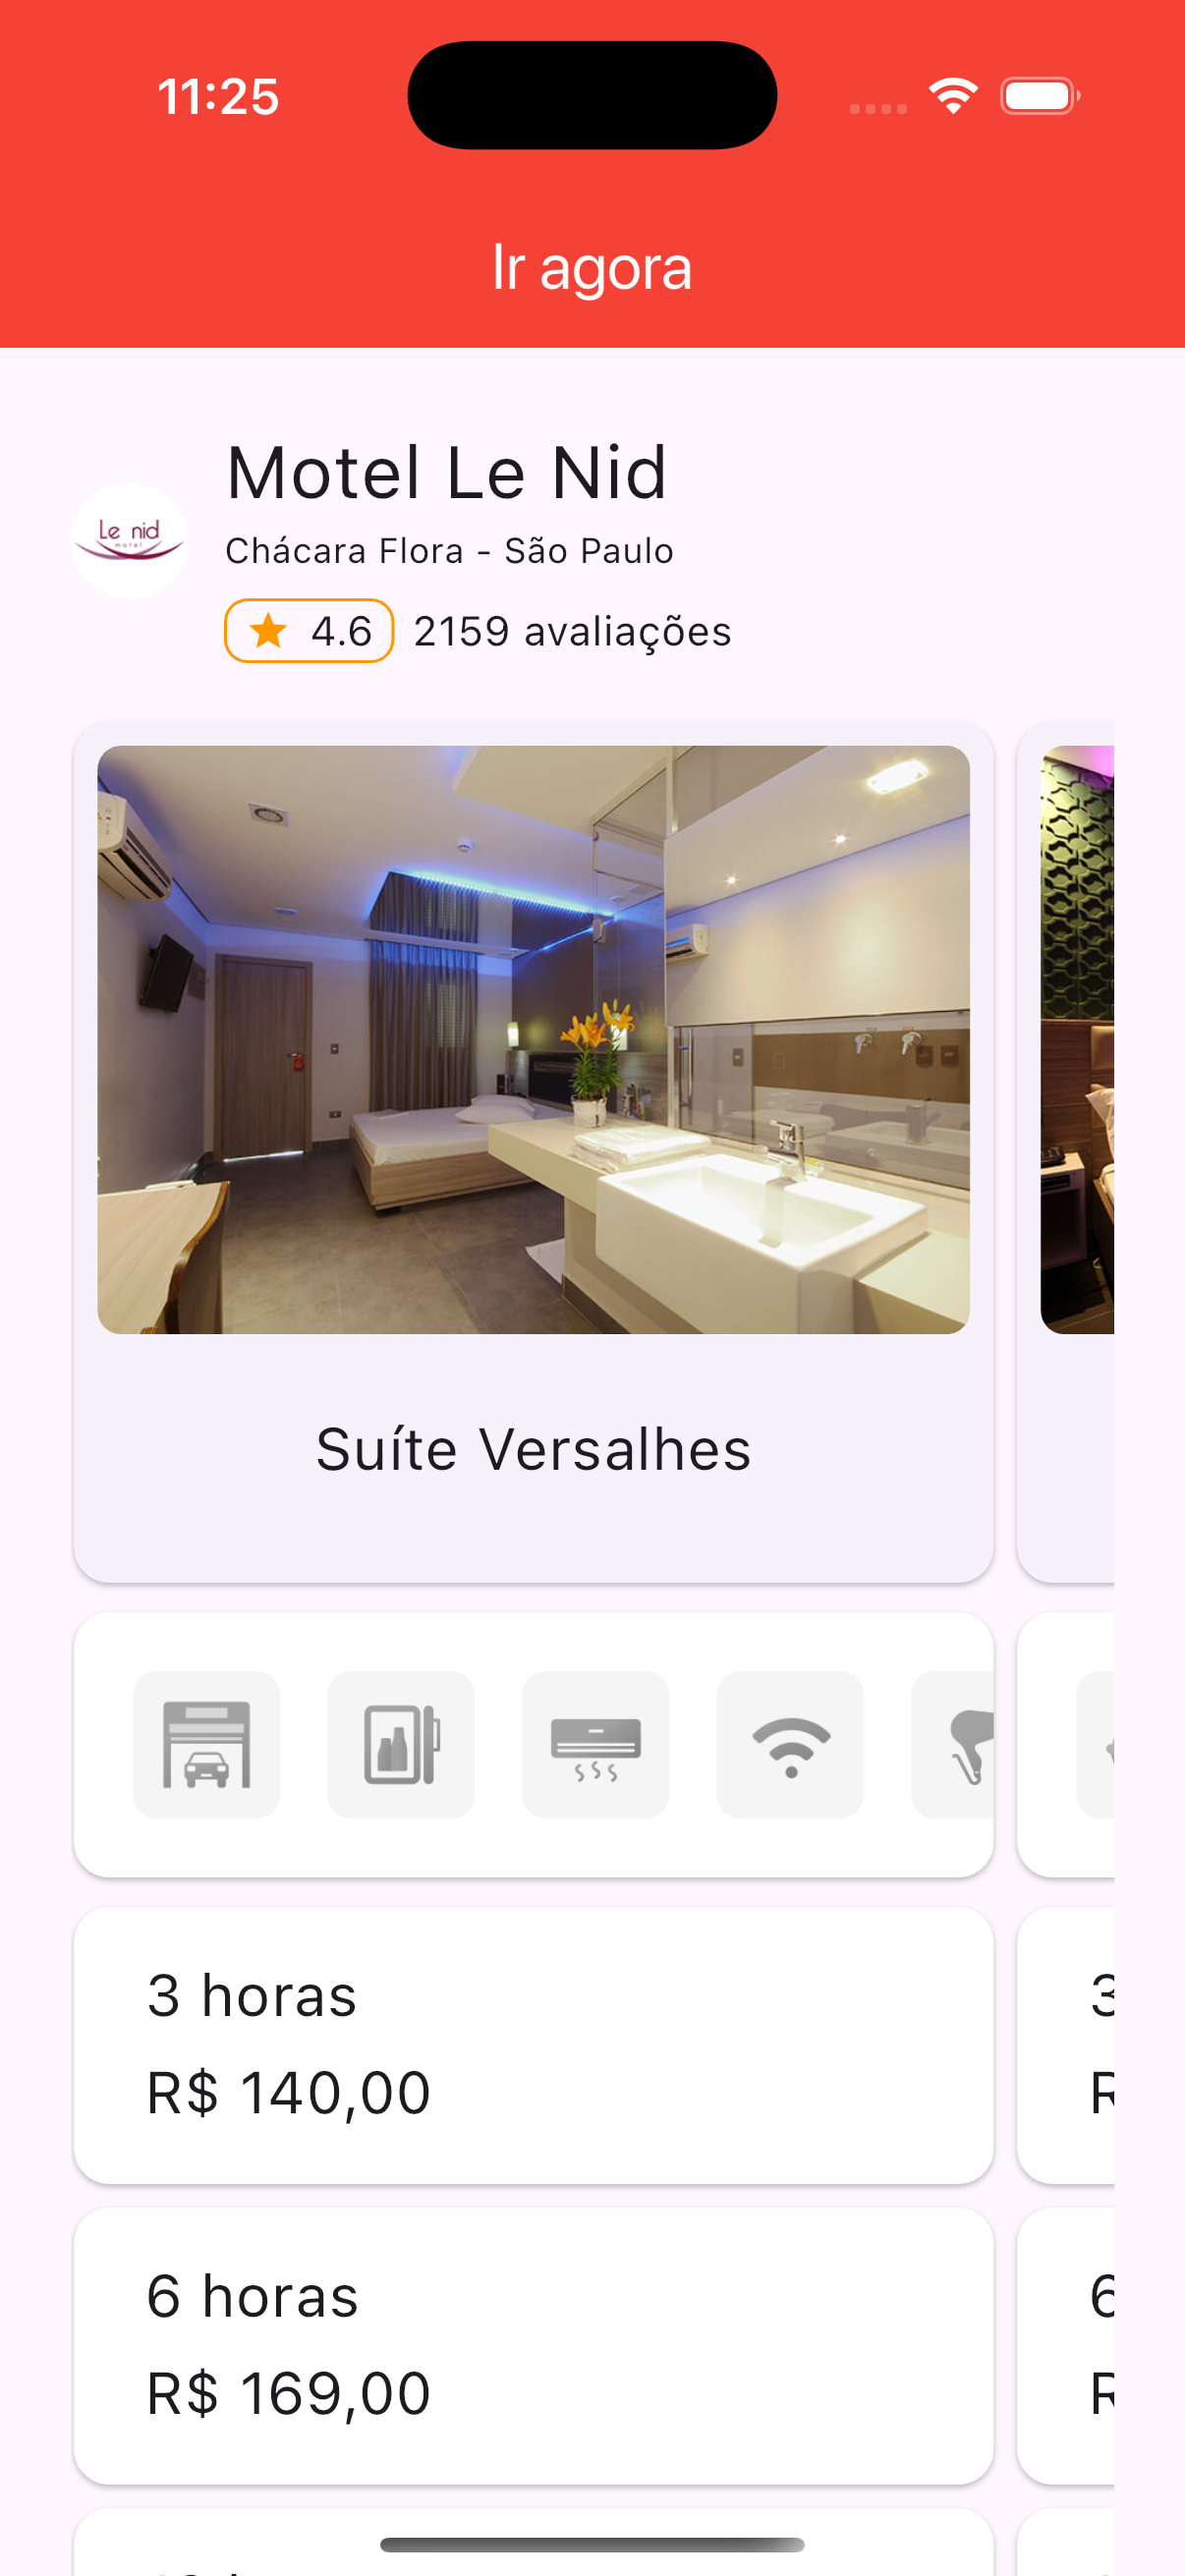 11:25
Ir agora
Le nid
motel
Motel Le Nid
Chácara Flora - São Paulo
4.6 2159 avaliações
Suíte Versalhes
3 horas
R$ 140,00
6 horas
R$ 169,00